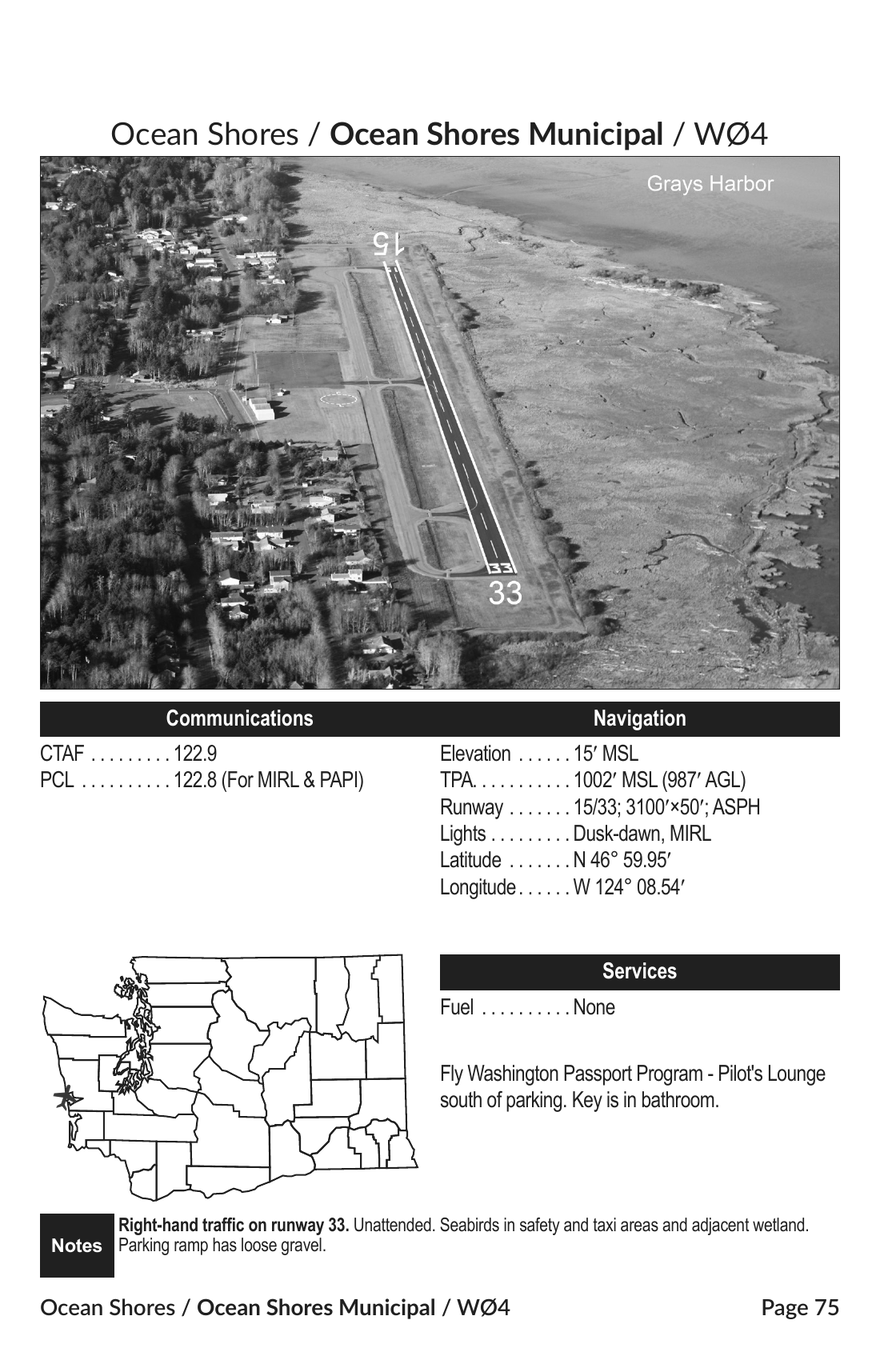 Ocean Shores / Ocean Shores Municipal / WØ4
Grays Harbor
15
33
33
Communications
CTAF . . . . . . . . . 122.9
PCL . . . . . . . . . . 122.8 (For MIRL & PAPI)
Navigation
Elevation . . . . . . 15′ MSL
TPA. . . . . . . . . . . 1002′ MSL (987′ AGL)
Runway . . . . . . . 15/33; 3100′×50′; ASPH
Lights . . . . . . . . . Dusk-dawn, MIRL
Latitude . . . . . . . N 46° 59.95′
Longitude. . . . . . W 124° 08.54′
Services
Fuel . . . . . . . . . . None
Fly Washington Passport Program - Pilot's Lounge
south of parking. Key is in bathroom.
Notes
Right-hand traffic on runway 33. Unattended. Seabirds in safety and taxi areas and adjacent wetland.
Parking ramp has loose gravel.
Ocean Shores / Ocean Shores Municipal / WØ4
Page 75